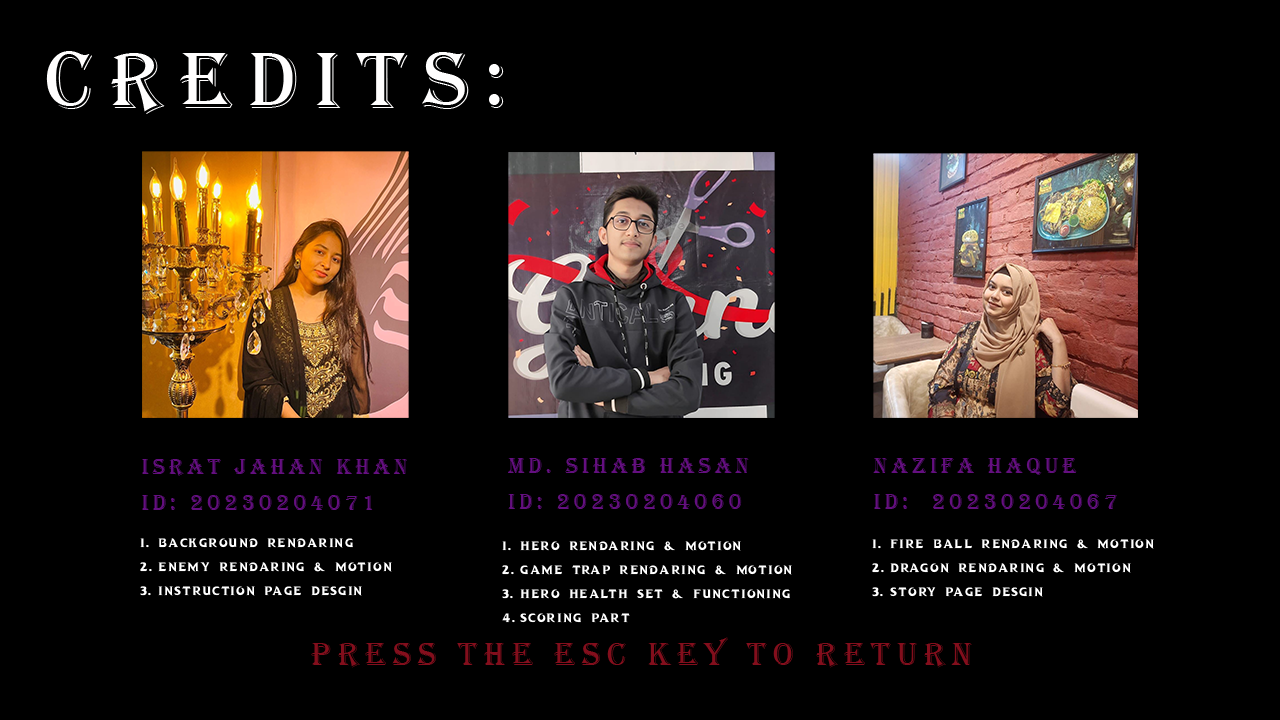 CREDITS:
ISRAT JAHAN KHAN
ID: 20230204071
1. BACKGROUND RENDARING
2. ENEMY RENDARING & MOTION
3. INSTRUCTION PAGE DESGIN
MD. SIHAB HASAN
ID: 20230204060
1. HERO RENDARING & MOTION
2. GAME TRAP RENDARING & MOTION
3. HERO HEALTH SET & FUNCTIONING
4. SCORING PART
NAZIFA HAQUE
ID: 20230204067
1. FIRE BALL RENDARING & MOTION
2. DRAGON RENDARING & MOTION
3. STORY PAGE DESGIN
PRESS THE ESC KEY TO RETURN